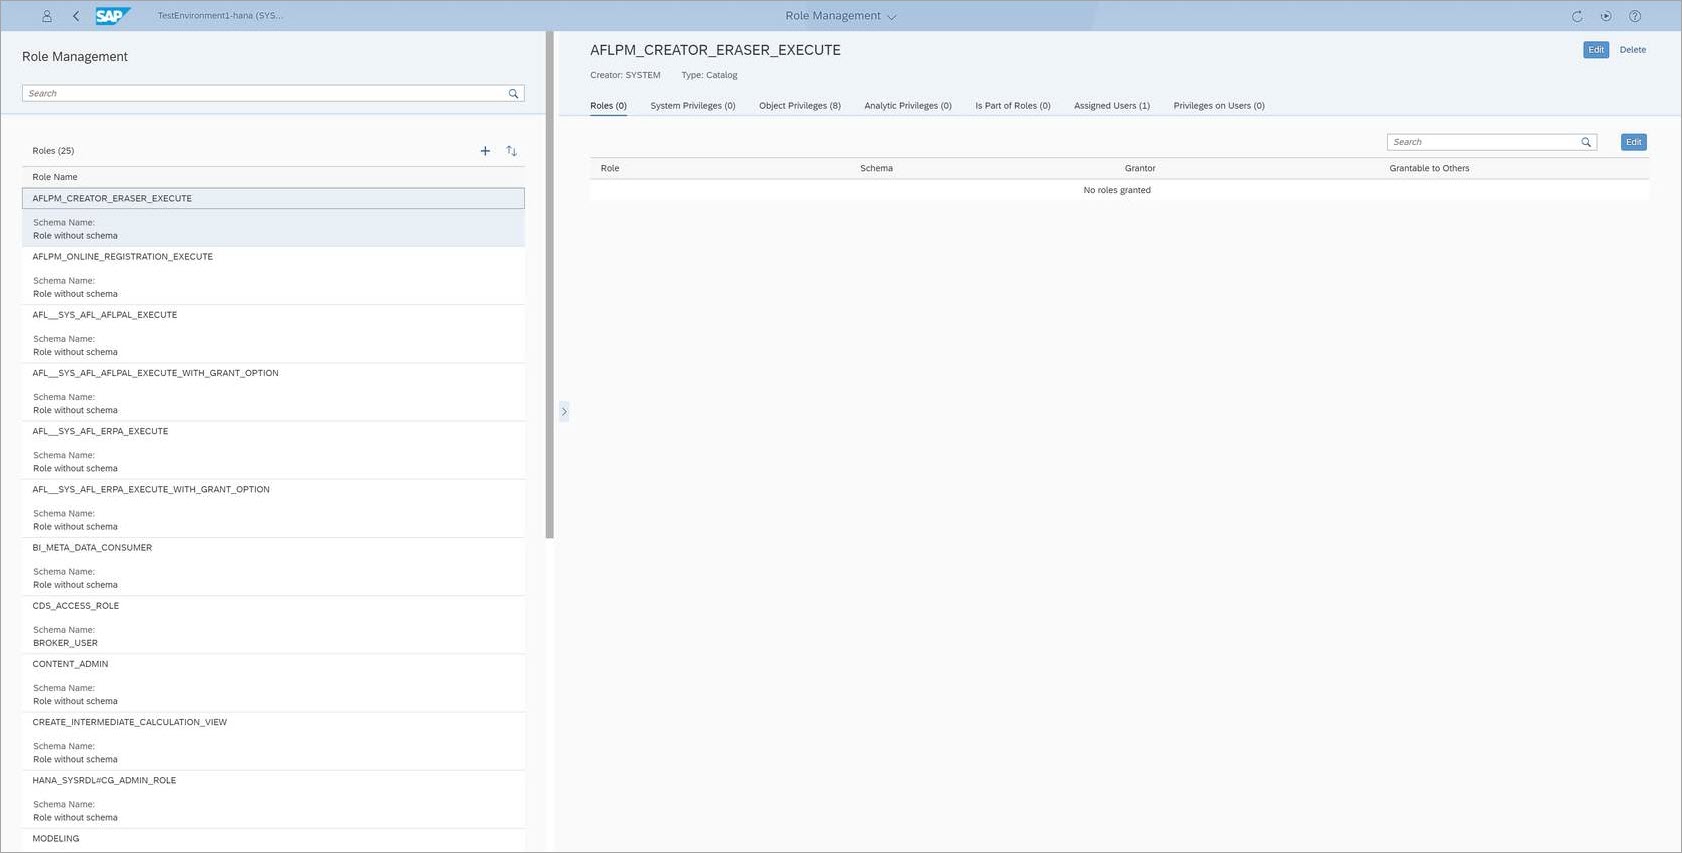 SAP
TestEnvironment1-hana (SYS...
Role Management
Role Management
Search
Roles (25)
Role Name
AFLPM_CREATOR_ERASER_EXECUTE
Schema Name:
Role without schema
AFLPM_ONLINE_REGISTRATION_EXECUTE
Schema Name:
Role without schema
AFL__SYS_AFL_AFLPAL_EXECUTE
Schema Name:
Role without schema
AFL__SYS_AFL_AFLPAL_EXECUTE_WITH_GRANT_OPTION
Schema Name:
Role without schema
AFL__SYS_AFL_ERPA_EXECUTE
Schema Name:
Role without schema
AFL__SYS_AFL_ERPA_EXECUTE_WITH_GRANT_OPTION
Schema Name:
Role without schema
BI_META_DATA_CONSUMER
Schema Name:
Role without schema
CDS_ACCESS_ROLE
Schema Name:
BROKER_USER
CONTENT_ADMIN
Schema Name:
Role without schema
CREATE_INTERMEDIATE_CALCULATION_VIEW
Schema Name:
Role without schema
HANA_SYSRDL#CG_ADMIN_ROLE
Schema Name:
Role without schema
MODELING
AFLPM_CREATOR_ERASER_EXECUTE
Edit Delete
Creator: SYSTEM Type: Catalog
Roles (0) System Privileges (0) Object Privileges (8) Analytic Privileges (0) Is Part of Roles (0) Assigned Users (1) Privileges on Users (0)
Search Edit
Role Schema Grantor Grantable to Others
No roles granted